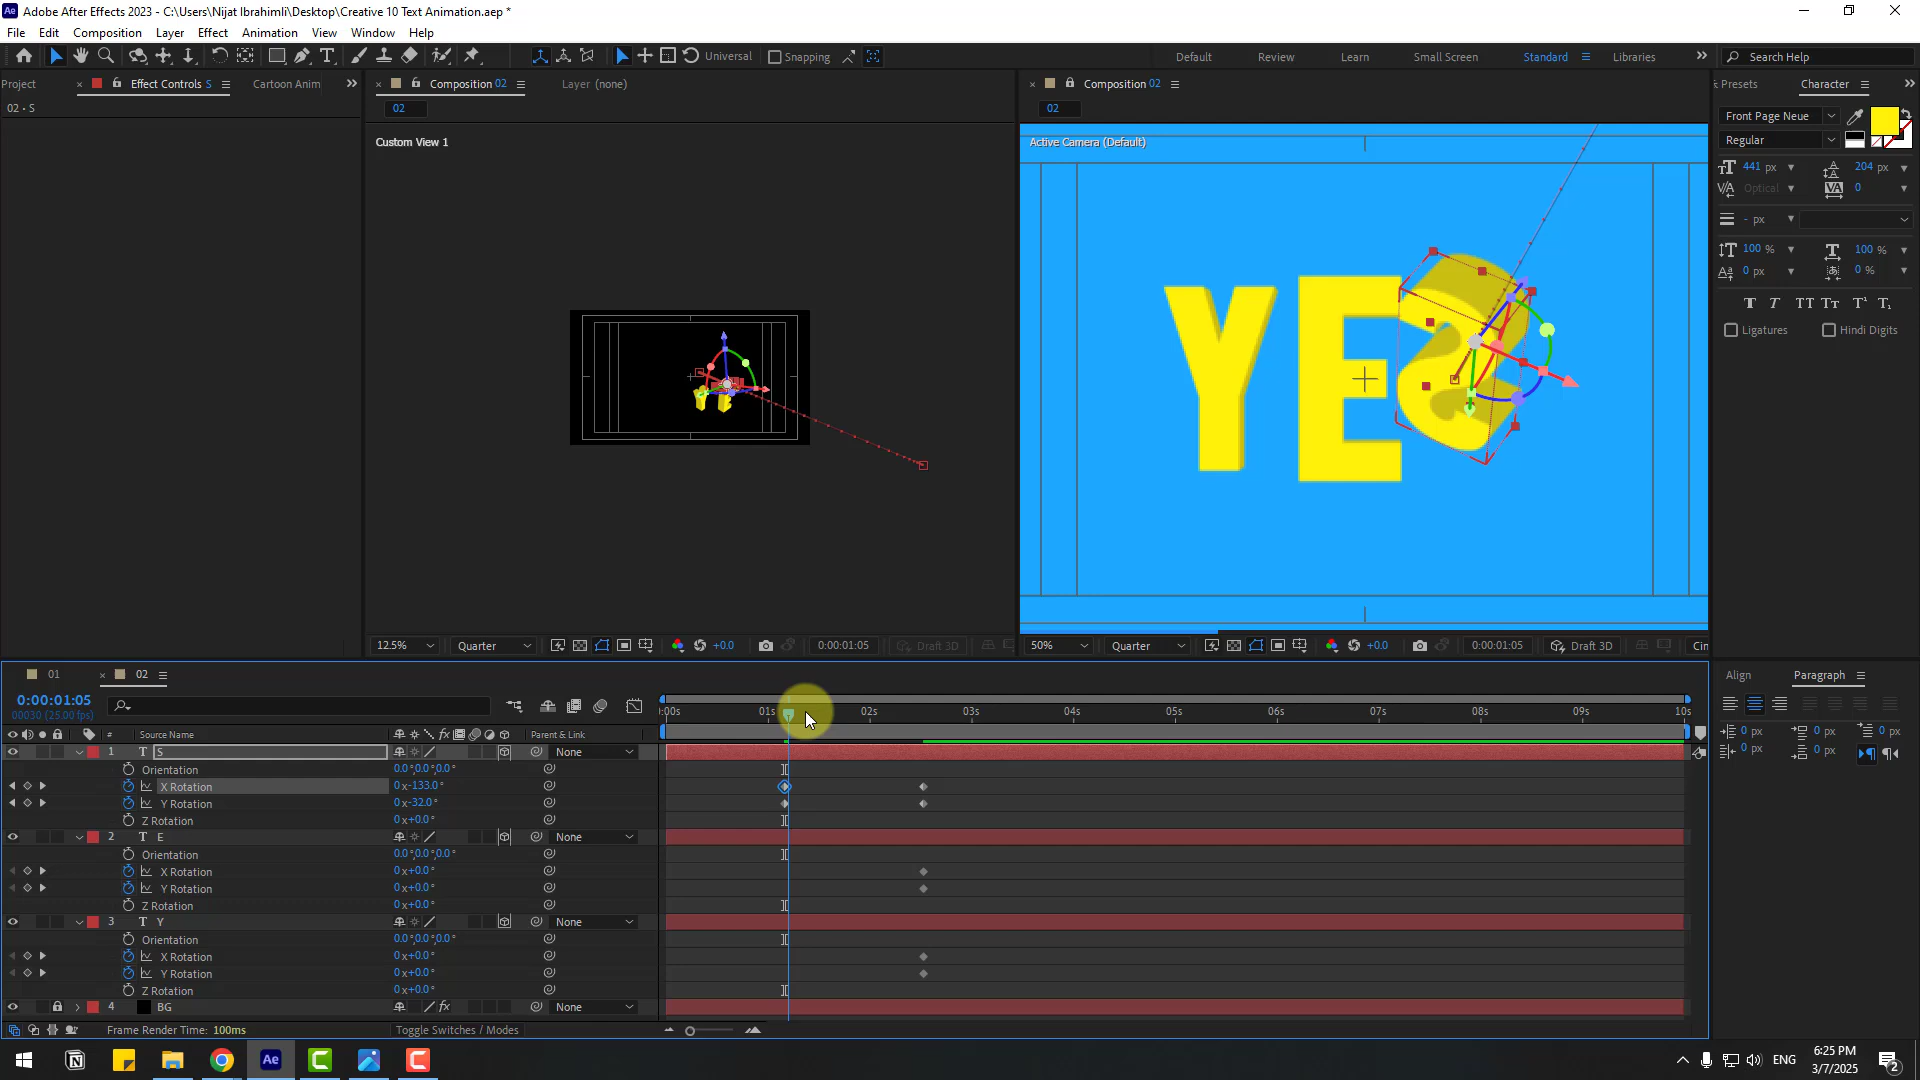 Adobe After Effects 2023 - C:\Users\Nijat Ibrahimli\Desktop\Creative 10 Text Animation.aep *
File Edit Composition Layer Effect Animation View Window Help
Universal Snapping Default Review Learn Small Screen Standard Libraries Search Help
Project Effect Controls S Cartoon Anim Composition 02 Layer (none) Composition 02 Presets Character
02 • S 02 02
Front Page Neue
Custom View 1 Active Camera (Default) Regular
441 px 204 px
Optical 0
- px
100 % 100 %
0 px 0 %
T T TT Tt T¹ T₁
Ligatures Hindi Digits
YES
12.5% Quarter +0.0 0:00:01:05 Draft 3D 50% Quarter +0.0 0:00:01:05 Draft 3D Cin
01 02 Align Paragraph
0:00:01:05
00030 (25.00 fps)
:00s 01s 02s 03s 04s 05s 06s 07s 08s 09s 10s
0 px 0 px 0 px
0 px 0 px
# Source Name Parent & Link
1 T S None
Orientation 0.0°,0.0°,0.0°
X Rotation 0x-133.0°
Y Rotation 0x-32.0°
Z Rotation 0x+0.0°
2 T E None
Orientation 0.0°,0.0°,0.0°
X Rotation 0x+0.0°
Y Rotation 0x+0.0°
Z Rotation 0x+0.0°
3 T Y None
Orientation 0.0°,0.0°,0.0°
X Rotation 0x+0.0°
Y Rotation 0x+0.0°
Z Rotation 0x+0.0°
4 BG fx None
Frame Render Time: 100ms Toggle Switches / Modes
ENG 6:25 PM
3/7/2025 2